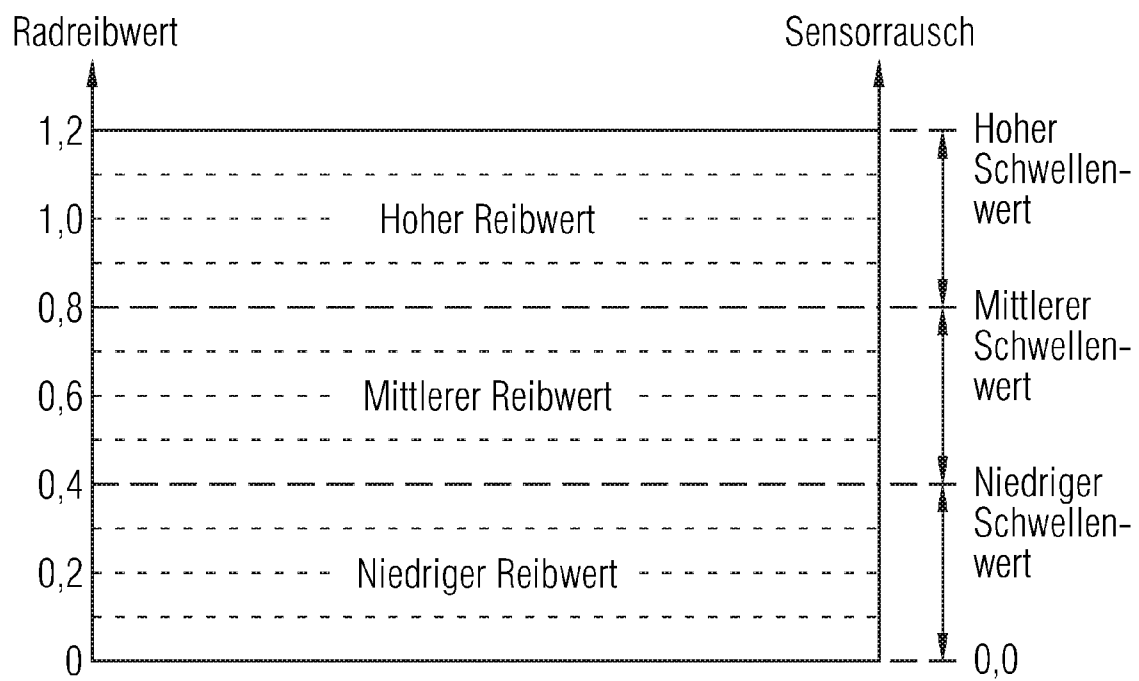 Radreibwert
Sensorrausch
1,2
Hoher
Schwellen-
wert
1,0
Hoher Reibwert
0,8
Mittlerer
Schwellen-
wert
0,6
Mittlerer Reibwert
0,4
Niedriger
Schwellen-
wert
0,2
Niedriger Reibwert
0
0,0